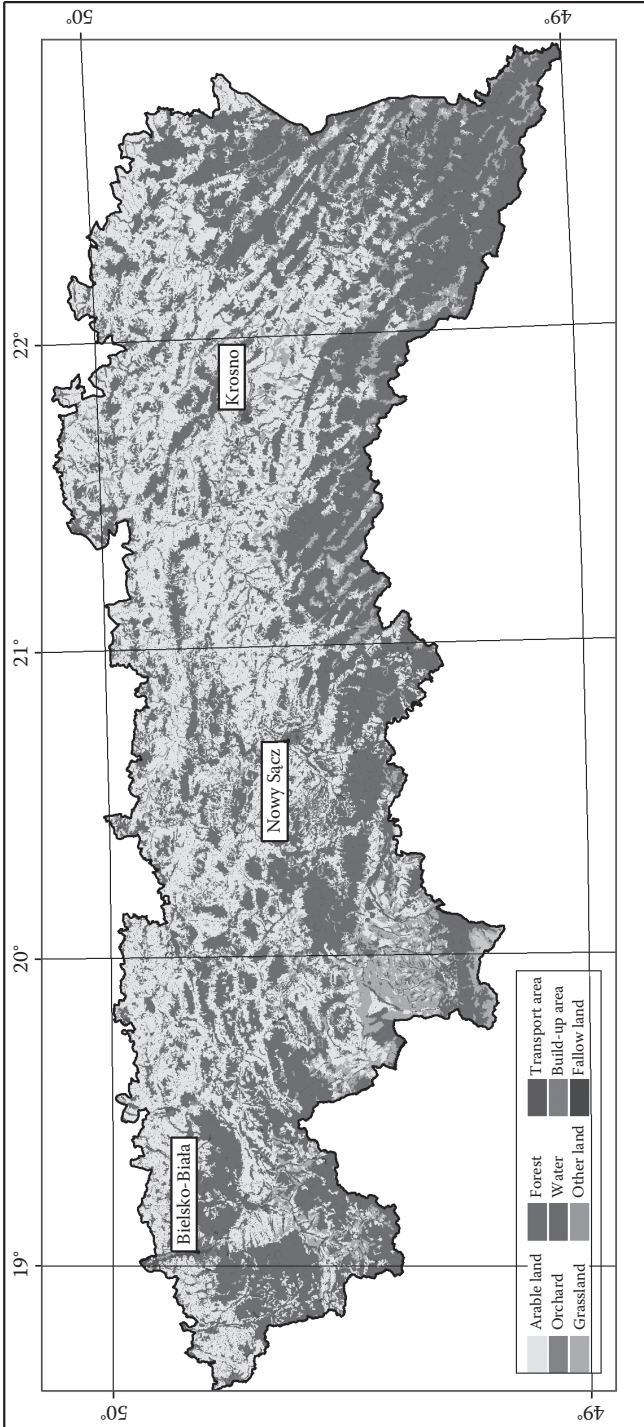 19°
20°
21°
22°
50°
50°
49°
49°
Bielsko-Biała
Nowy Sącz
Krosno
Arable land
Orchard
Grassland
Forest
Water
Other land
Transport area
Build-up area
Fallow land